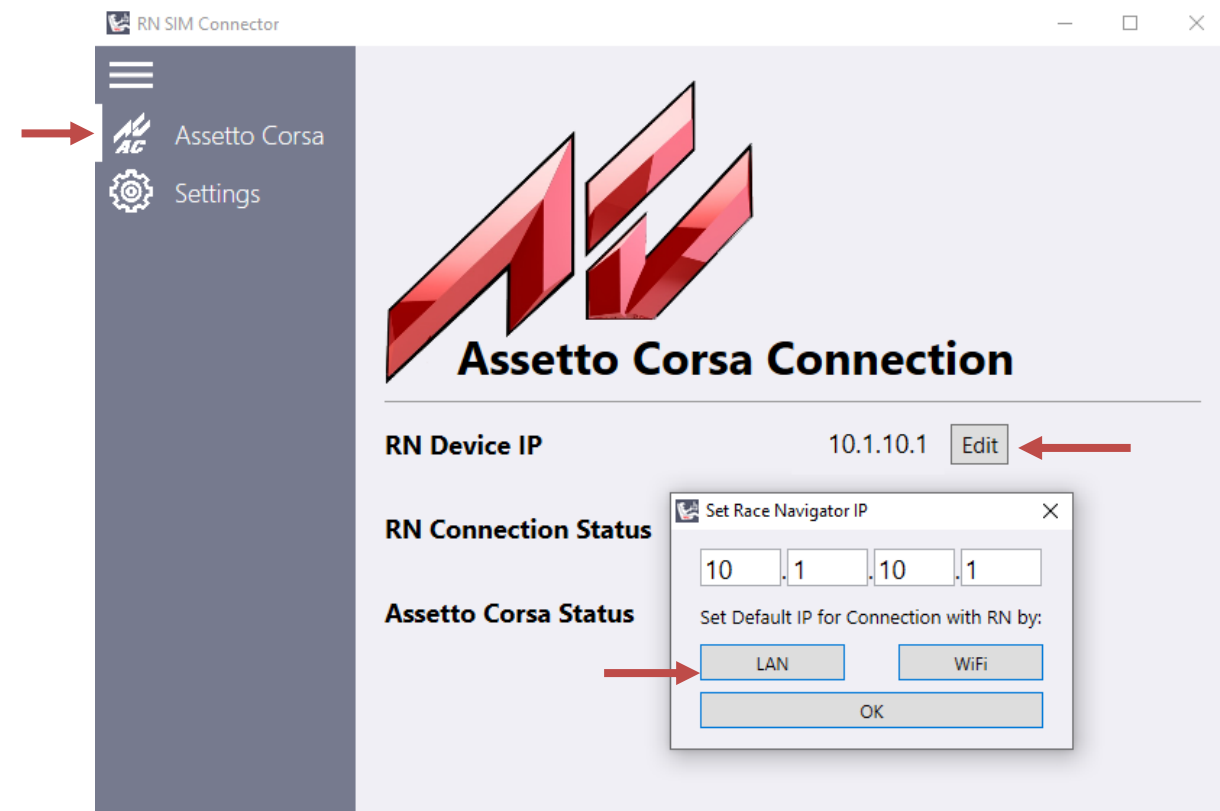 RN SIM Connector
AC
Assetto Corsa
Settings
Assetto Corsa Connection
RN Device IP
10.1.10.1
Edit
RN Connection Status
Assetto Corsa Status
Set Race Navigator IP
10 . 1 . 10 . 1
Set Default IP for Connection with RN by:
LAN
WiFi
OK